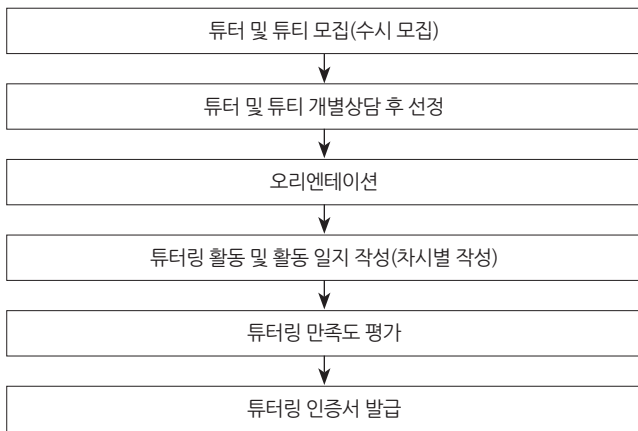 튜터 및 튜티 모집(수시 모집)
튜터 및 튜티 개별상담 후 선정
오리엔테이션
튜터링 활동 및 활동 일지 작성(차시별 작성)
튜터링 만족도 평가
튜터링 인증서 발급